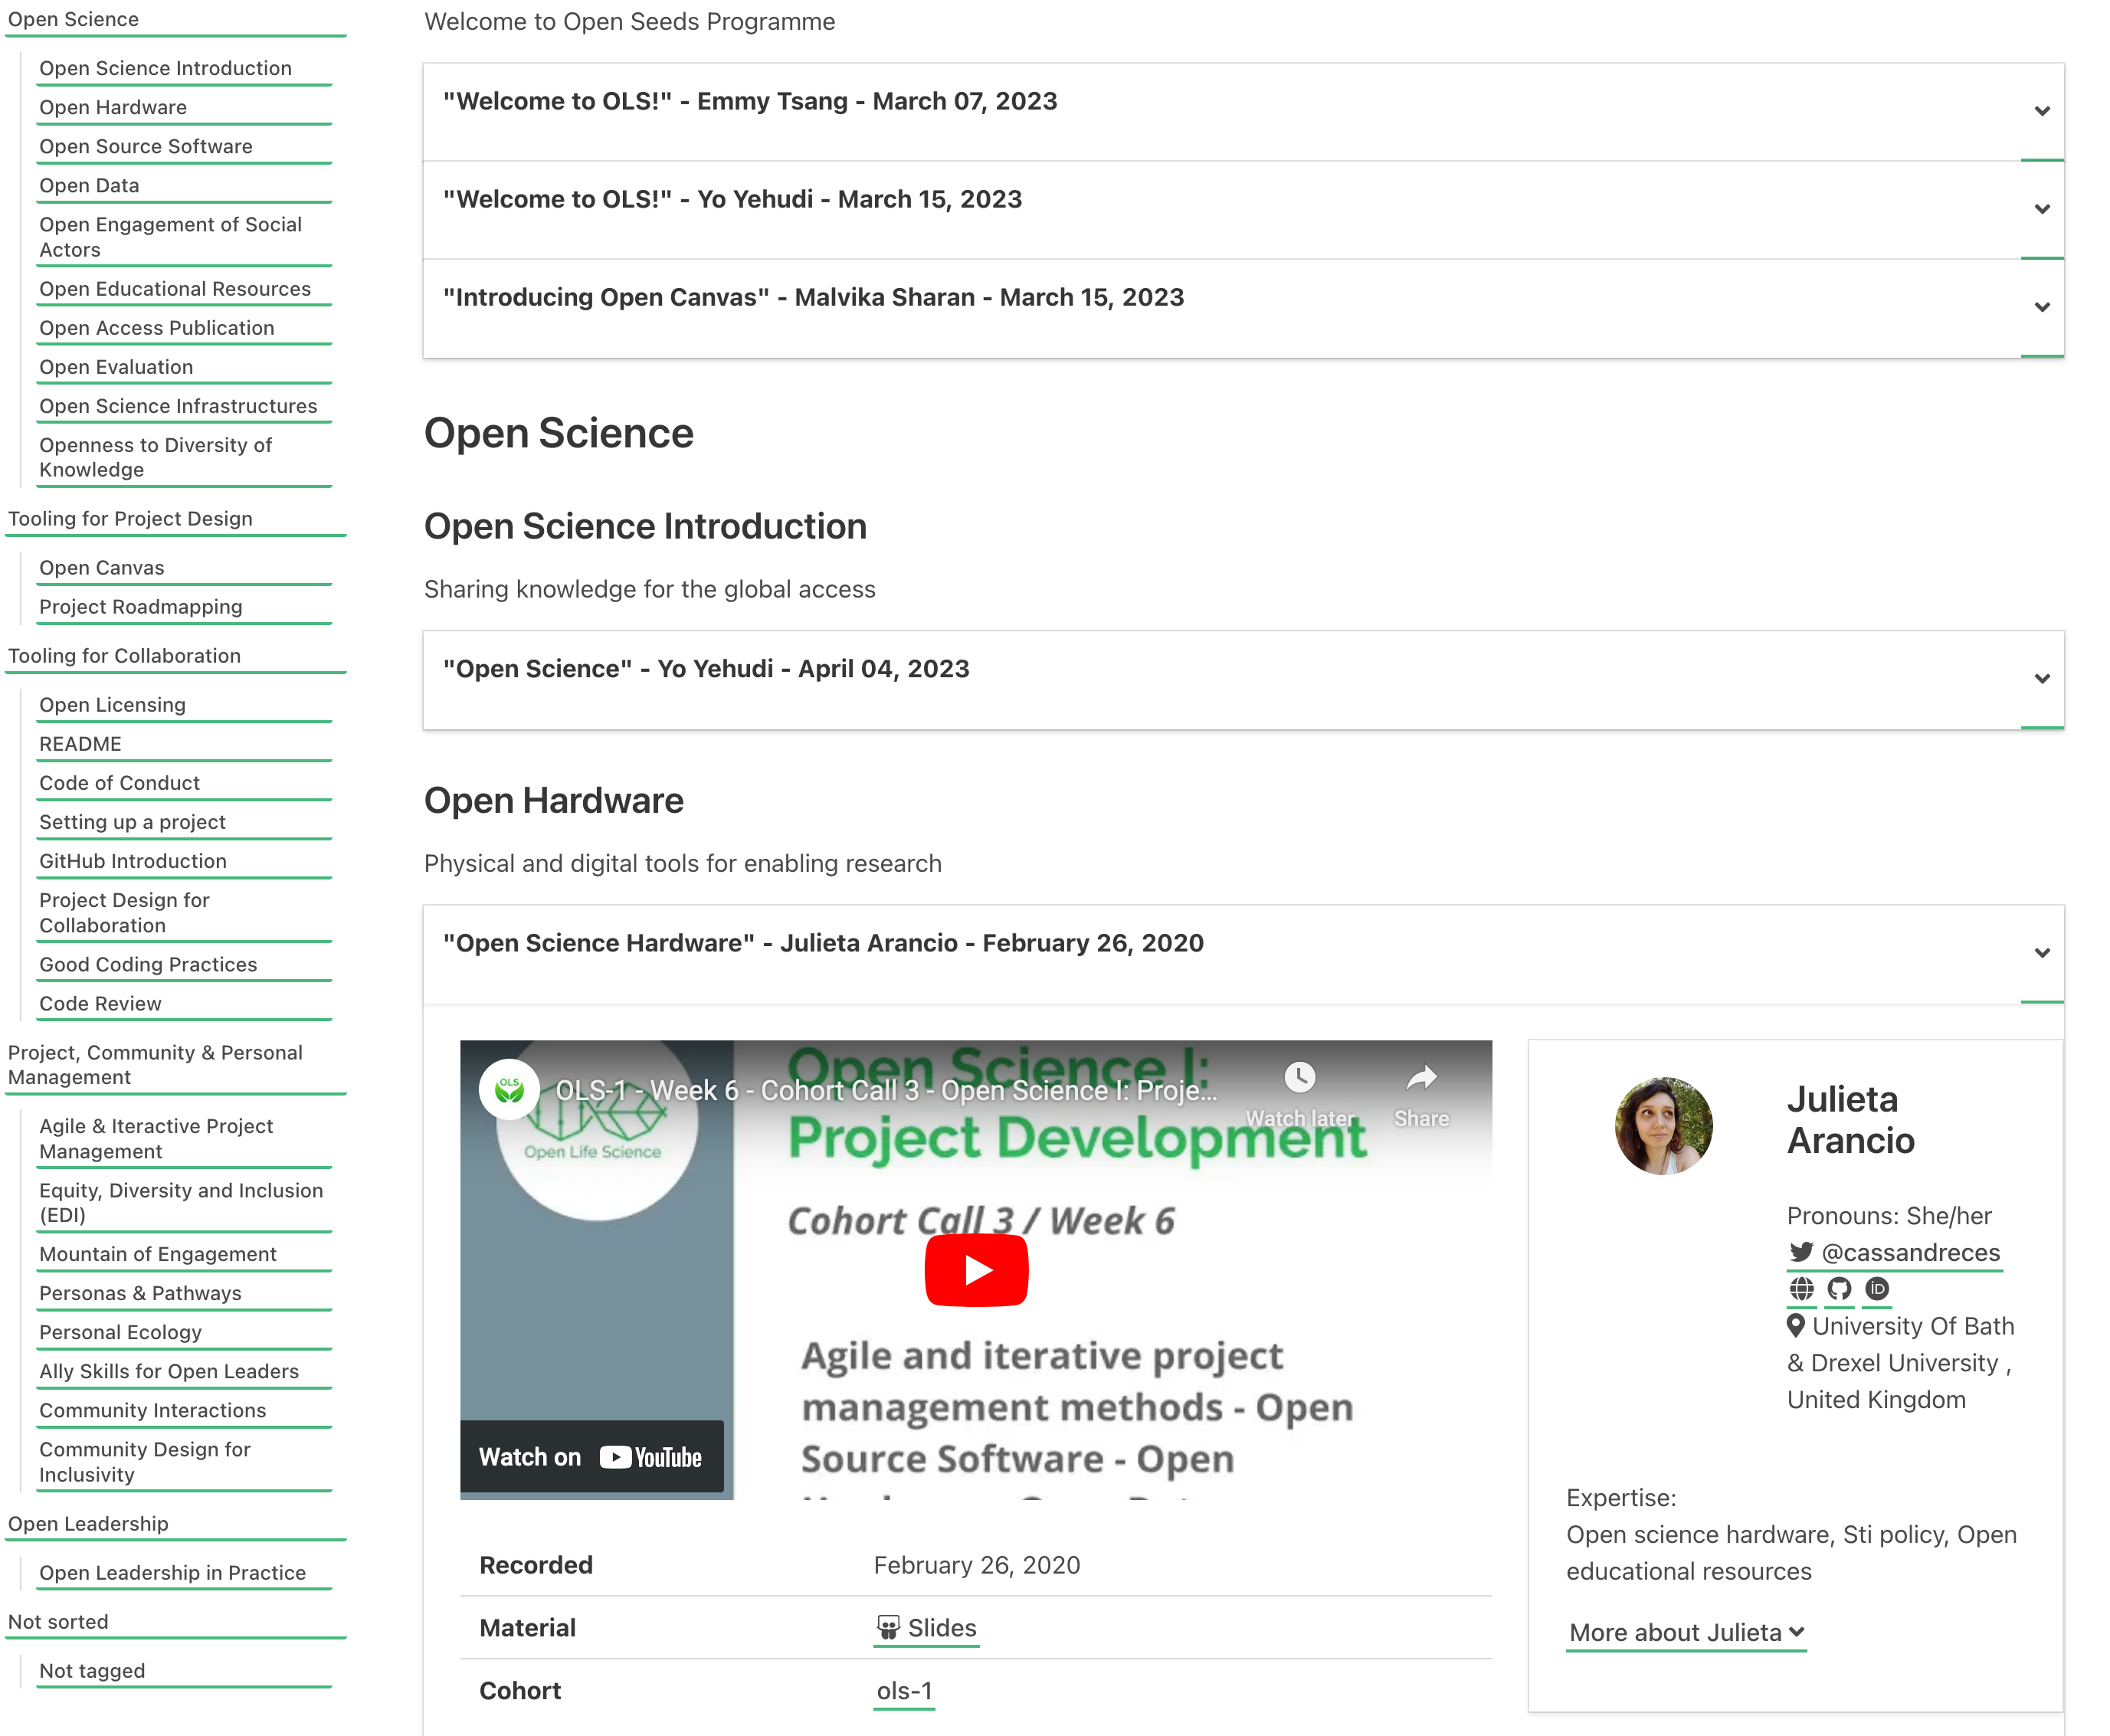 Open Science
Open Science Introduction
Open Hardware
Open Source Software
Open Data
Open Engagement of Social
Actors
Open Educational Resources
Open Access Publication
Open Evaluation
Open Science Infrastructures
Openness to Diversity of
Knowledge
Tooling for Project Design
Open Canvas
Project Roadmapping
Tooling for Collaboration
Open Licensing
README
Code of Conduct
Setting up a project
GitHub Introduction
Project Design for
Collaboration
Good Coding Practices
Code Review
Project, Community & Personal
Management
Agile & Iteractive Project
Management
Equity, Diversity and Inclusion
(EDI)
Mountain of Engagement
Personas & Pathways
Personal Ecology
Ally Skills for Open Leaders
Community Interactions
Community Design for
Inclusivity
Open Leadership
Open Leadership in Practice
Not sorted
Not tagged
Welcome to Open Seeds Programme
"Welcome to OLS!" - Emmy Tsang - March 07, 2023
"Welcome to OLS!" - Yo Yehudi - March 15, 2023
"Introducing Open Canvas" - Malvika Sharan - March 15, 2023
Open Science
Open Science Introduction
Sharing knowledge for the global access
"Open Science" - Yo Yehudi - April 04, 2023
Open Hardware
Physical and digital tools for enabling research
"Open Science Hardware" - Julieta Arancio - February 26, 2020
OLS
OLS-1 - Week 6 - Cohort Call 3 - Open Science I: Proje...
Watch later
Share
Open Life Science
Open Science I:
Project Development
Cohort Call 3 / Week 6
Agile and iterative project
management methods - Open
Source Software - Open
Watch on YouTube
Recorded February 26, 2020
Material Slides
Cohort ols-1
Julieta
Arancio
Pronouns: She/her
@cassandreces
iD
University Of Bath
& Drexel University ,
United Kingdom
Expertise:
Open science hardware, Sti policy, Open
educational resources
More about Julieta